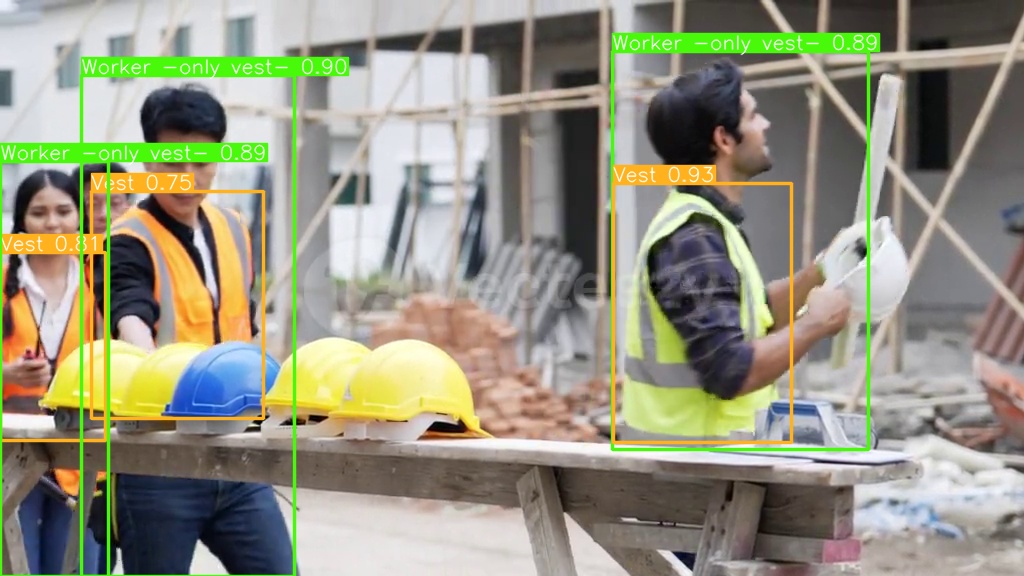 Worker -only vest- 0.89
Worker -only vest- 0.90
Worker -only vest- 0.89
Vest 0.93
Vest 0.75
Vest 0.81